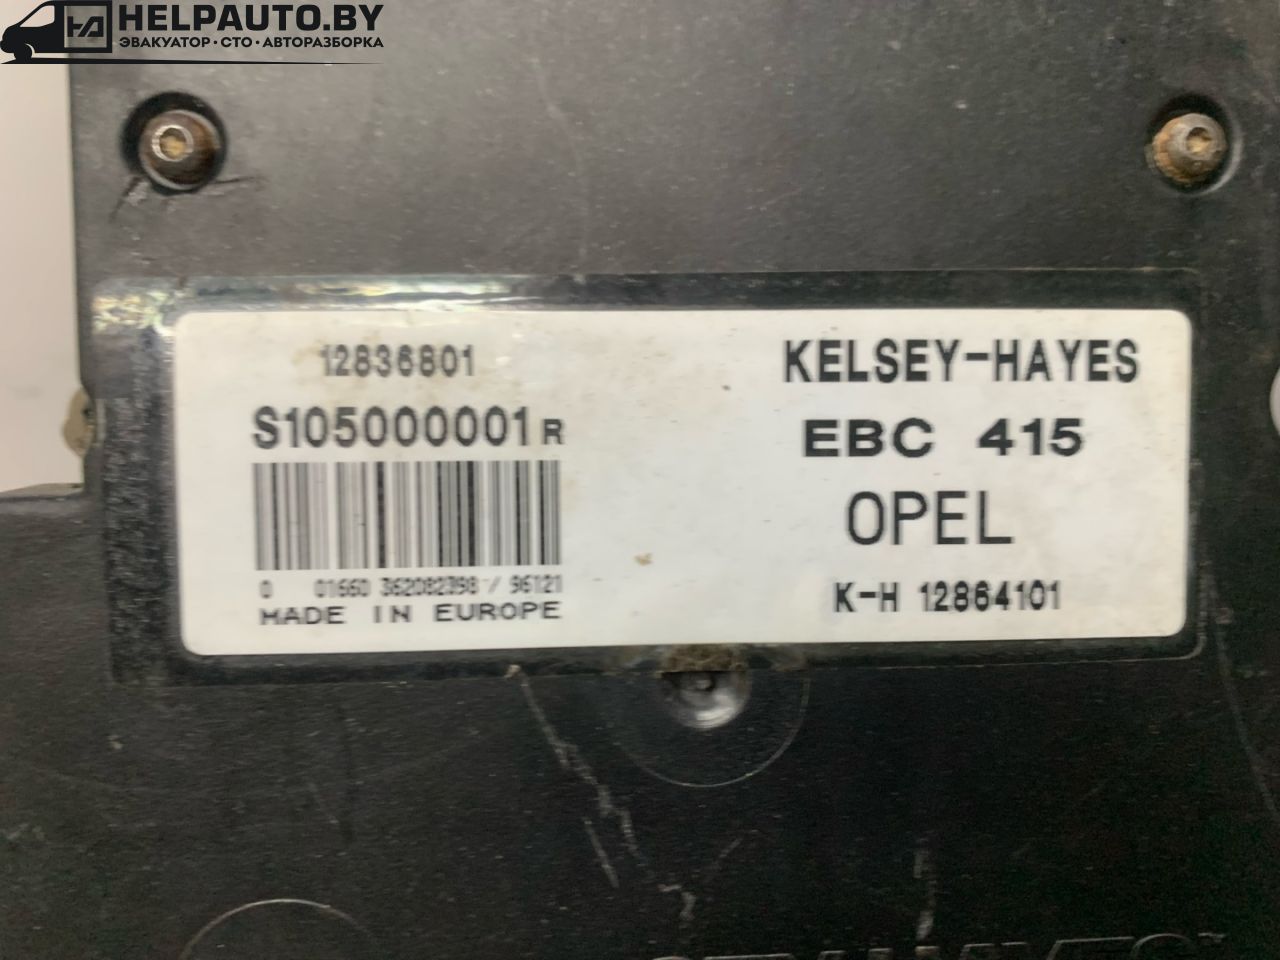 HELPAUTO.BY
ЭВАКУАТОР · СТО · АВТОРАЗБОРКА
12836801
S105000001 R
0 01660 362082398 / 96121
MADE IN EUROPE
KELSEY-HAYES
EBC 415
OPEL
K-H 12864101